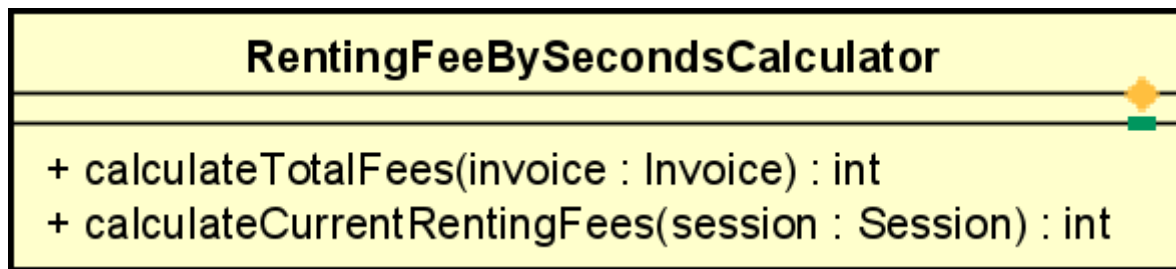 RentingFeeBySecondsCalculator
+ calculateTotalFees(invoice : Invoice) : int
+ calculateCurrentRentingFees(session : Session) : int